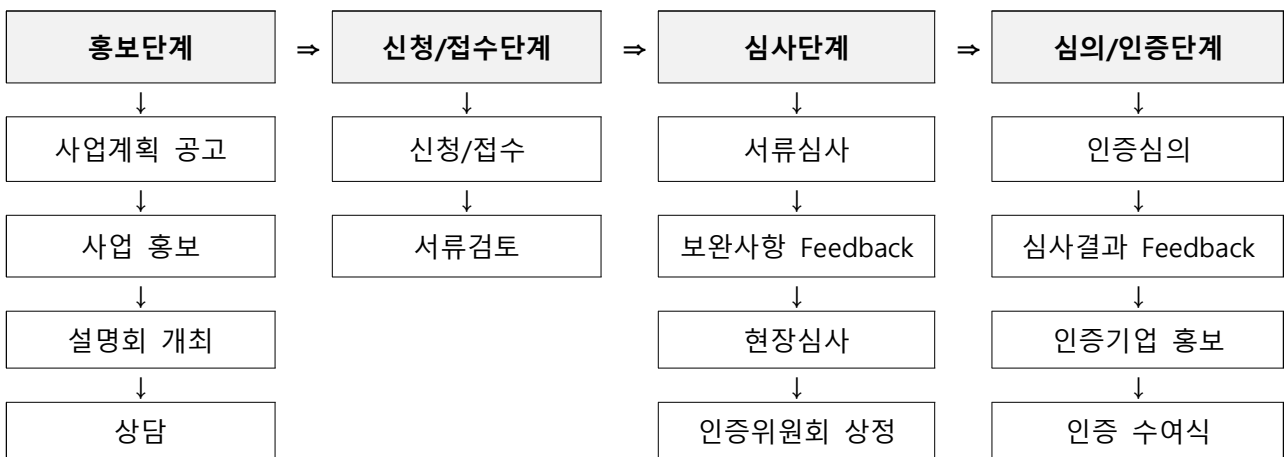 홍보단계 ⇒ 신청/접수단계 ⇒ 심사단계 ⇒ 심의/인증단계
↓ ↓ ↓ ↓
사업계획 공고 신청/접수 서류심사 인증심의
↓ ↓ ↓ ↓
사업 홍보 서류검토 보완사항 Feedback 심사결과 Feedback
↓ ↓ ↓
설명회 개최 현장심사 인증기업 홍보
↓ ↓ ↓
상담 인증위원회 상정 인증 수여식